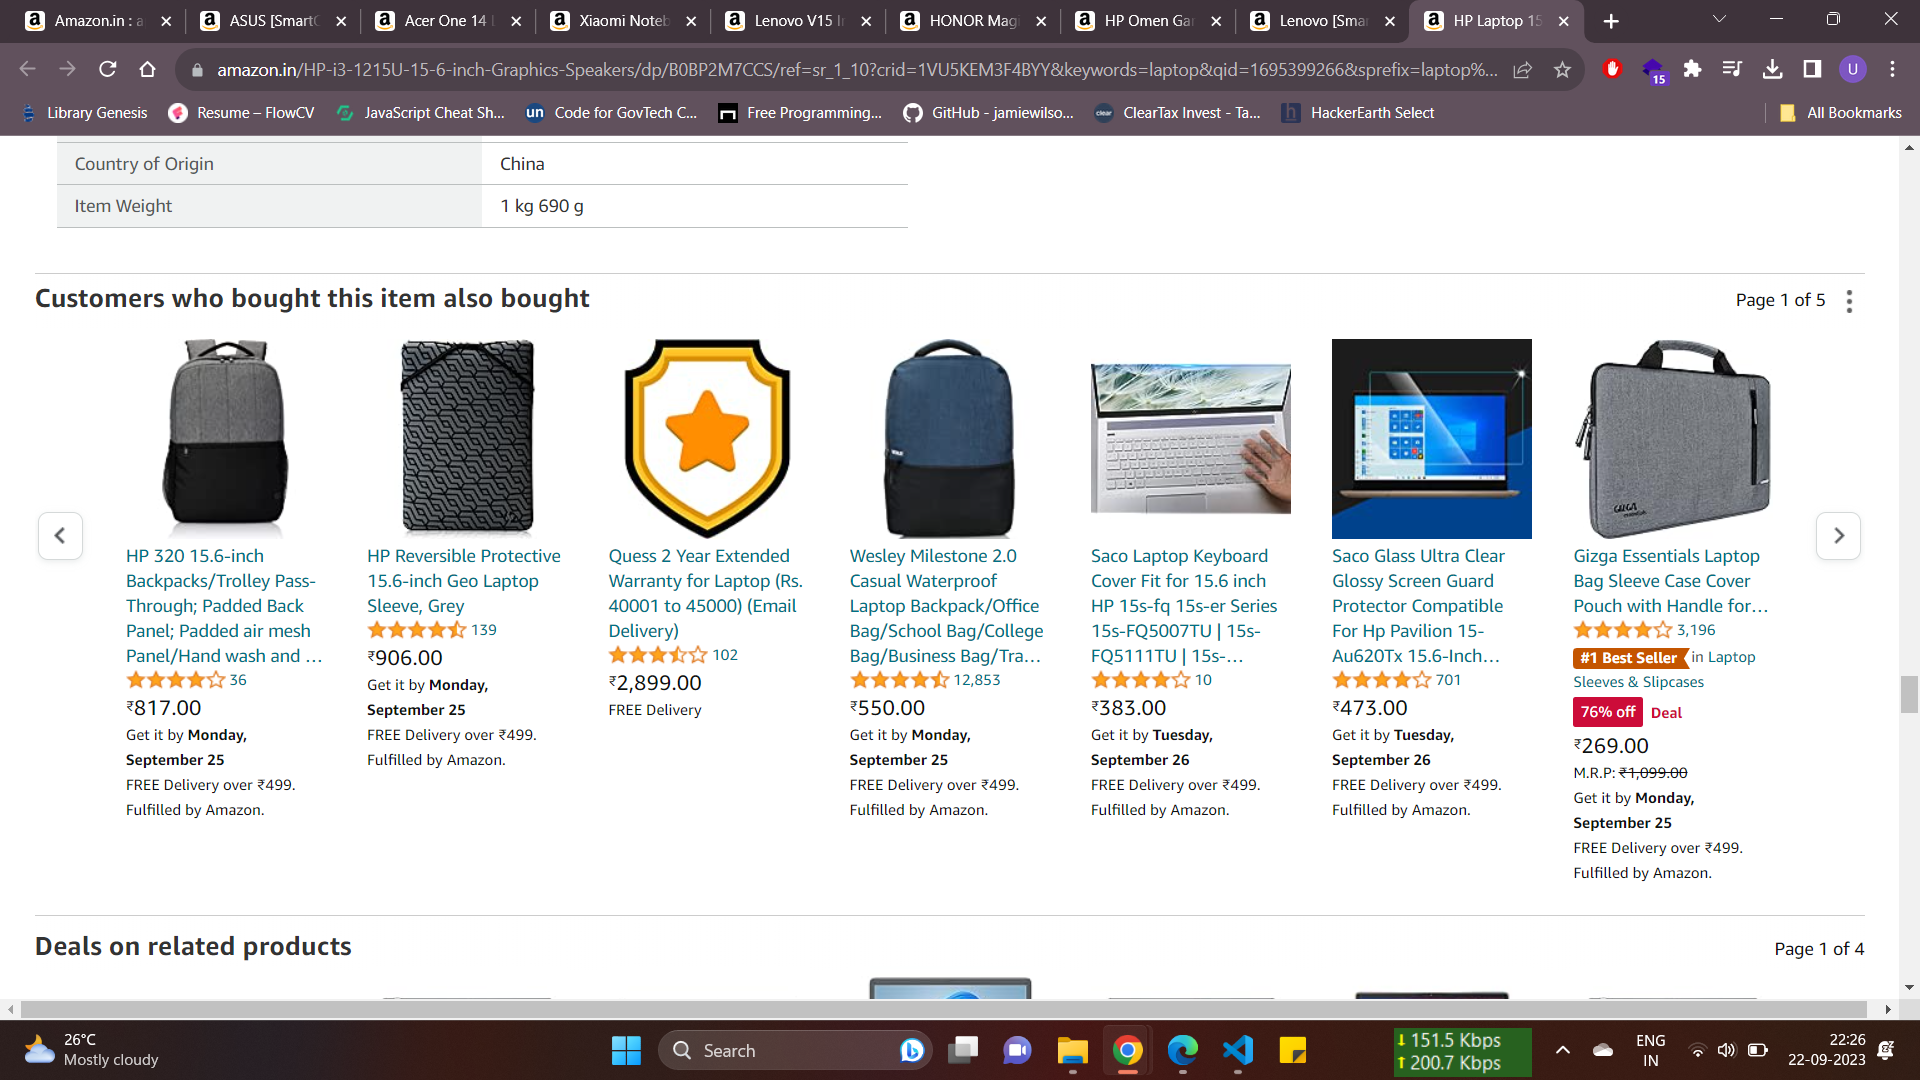 Amazon.in : a
ASUS [Smart
Acer One 14
Xiaomi Noteb
Lenovo V15 I
HONOR Magi
HP Omen Ga
Lenovo [Sma
HP Laptop 15
amazon.in/HP-i3-1215U-15-6-inch-Graphics-Speakers/dp/B0BP2M7CCS/ref=sr_1_10?crid=1VU5KEM3F4BYY&keywords=laptop&qid=1695399266&sprefix=laptop%...
15
U
Library Genesis
Resume – FlowCV
JavaScript Cheat Sh...
un Code for GovTech C...
Free Programming...
GitHub - jamiewilso...
clear ClearTax Invest - Ta...
h HackerEarth Select
All Bookmarks
Country of Origin China
Item Weight 1 kg 690 g
Customers who bought this item also bought
Page 1 of 5
HP 320 15.6-inch
Backpacks/Trolley Pass-
Through; Padded Back
Panel; Padded air mesh
Panel/Hand wash and ...
36
₹817.00
Get it by Monday,
September 25
FREE Delivery over ₹499.
Fulfilled by Amazon.
HP Reversible Protective
15.6-inch Geo Laptop
Sleeve, Grey
139
₹906.00
Get it by Monday,
September 25
FREE Delivery over ₹499.
Fulfilled by Amazon.
Quess 2 Year Extended
Warranty for Laptop (Rs.
40001 to 45000) (Email
Delivery)
102
₹2,899.00
FREE Delivery
Wesley Milestone 2.0
Casual Waterproof
Laptop Backpack/Office
Bag/School Bag/College
Bag/Business Bag/Tra...
12,853
₹550.00
Get it by Monday,
September 25
FREE Delivery over ₹499.
Fulfilled by Amazon.
Saco Laptop Keyboard
Cover Fit for 15.6 inch
HP 15s-fq 15s-er Series
15s-FQ5007TU | 15s-
FQ5111TU | 15s-...
10
₹383.00
Get it by Tuesday,
September 26
FREE Delivery over ₹499.
Fulfilled by Amazon.
Saco Glass Ultra Clear
Glossy Screen Guard
Protector Compatible
For Hp Pavilion 15-
Au620Tx 15.6-Inch...
701
₹473.00
Get it by Tuesday,
September 26
FREE Delivery over ₹499.
Fulfilled by Amazon.
GIZGA
Gizga Essentials Laptop
Bag Sleeve Case Cover
Pouch with Handle for...
3,196
#1 Best Seller in Laptop
Sleeves & Slipcases
76% off Deal
₹269.00
M.R.P: ₹1,099.00
Get it by Monday,
September 25
FREE Delivery over ₹499.
Fulfilled by Amazon.
Deals on related products
Page 1 of 4
26°C
Mostly cloudy
Search
151.5 Kbps
200.7 Kbps
ENG
IN
22:26
22-09-2023